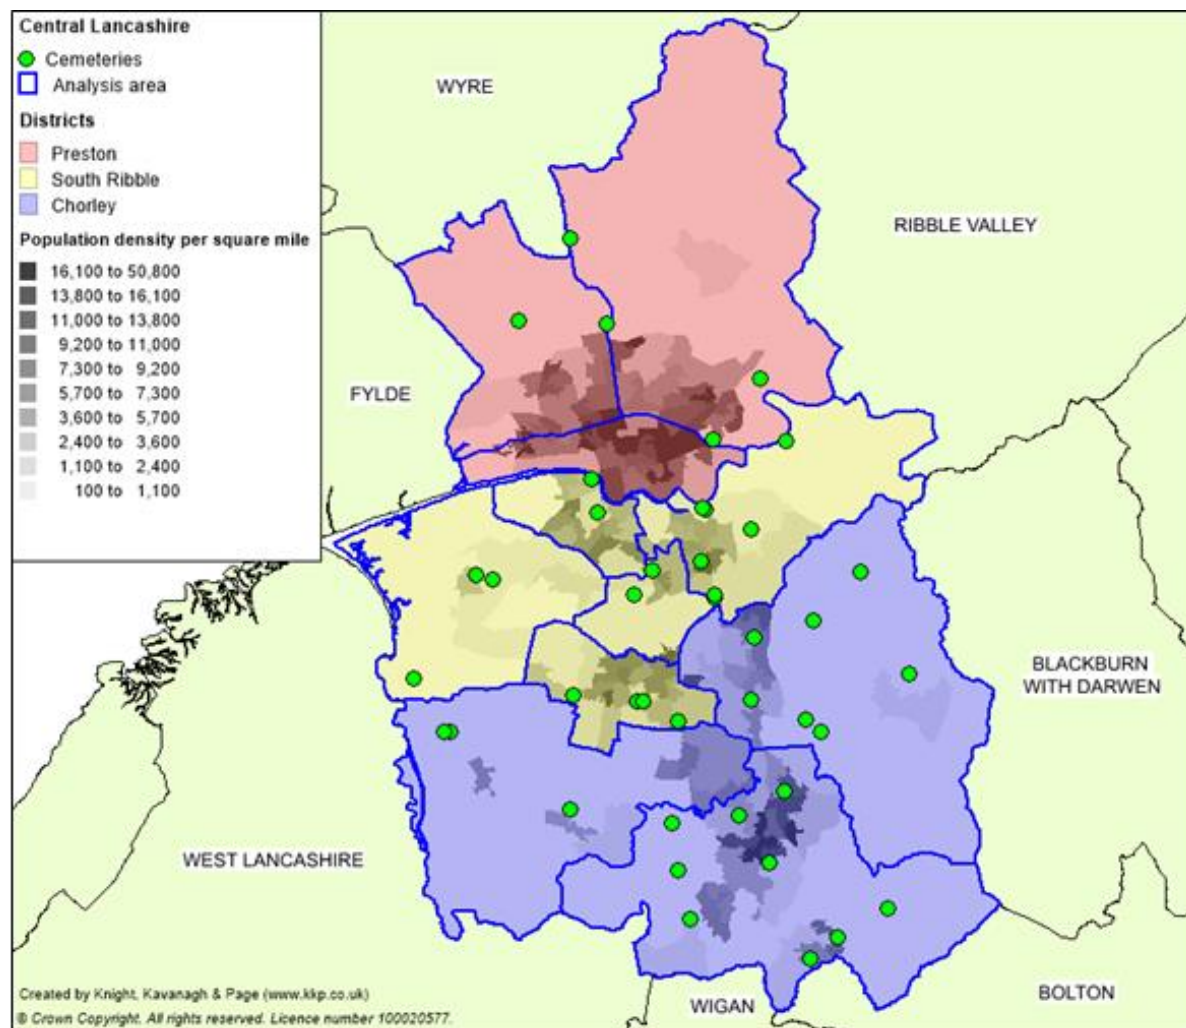 Central Lancashire
Cemeteries
Analysis area
Districts
Preston
South Ribble
Chorley
Population density per square mile
16,100 to 50,800
13,800 to 16,100
11,000 to 13,800
9,200 to 11,000
7,300 to 9,200
5,700 to 7,300
3,600 to 5,700
2,400 to 3,600
1,100 to 2,400
100 to 1,100
WYRE
RIBBLE VALLEY
FYLDE
BLACKBURN
WITH DARWEN
WEST LANCASHIRE
BOLTON
WIGAN
Created by Knight, Kavanagh & Page (www.kkp.co.uk)
© Crown Copyright. All rights reserved. Licence number 100020577.